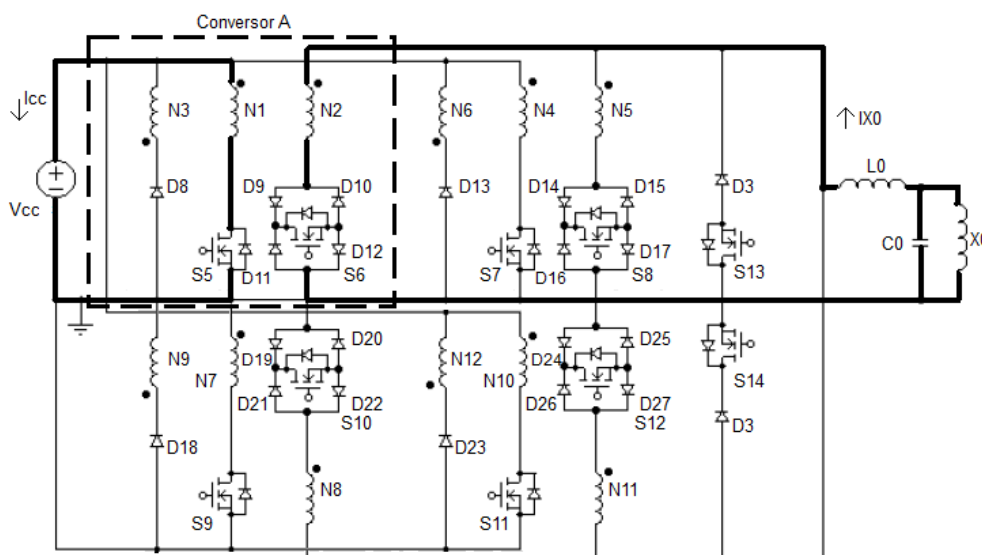 Conversor A
Icc
Vcc
N3
N1
N2
N6
N4
N5
IX0
L0
C0
D8
D9
D10
D13
D14
D15
D3
D12
D17
S5
D11
S6
S7
D16
S8
S13
N9
N7
D19
D20
N12
D24
N10
D25
S14
D21
D22
S10
D26
D27
S12
D3
D18
D23
S9
N8
S11
N11